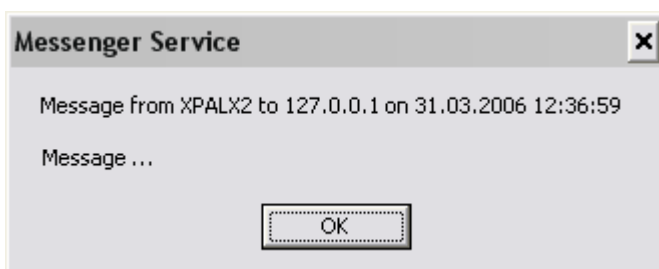 Messenger Service
Message from XPALX2 to 127.0.0.1 on 31.03.2006 12:36:59
Message ...
OK